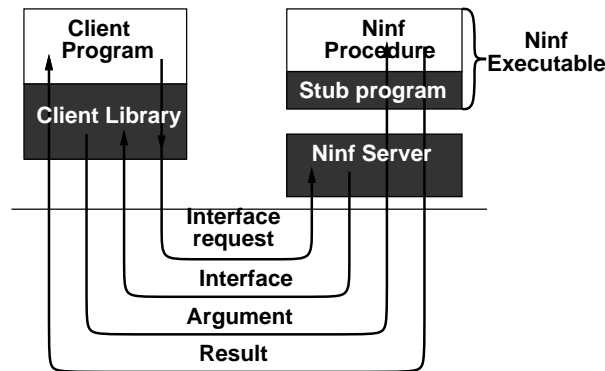 Client
Program
Client Library
Ninf
Procedure
Stub program
Ninf
Executable
Ninf Server
Interface
request
Interface
Argument
Result